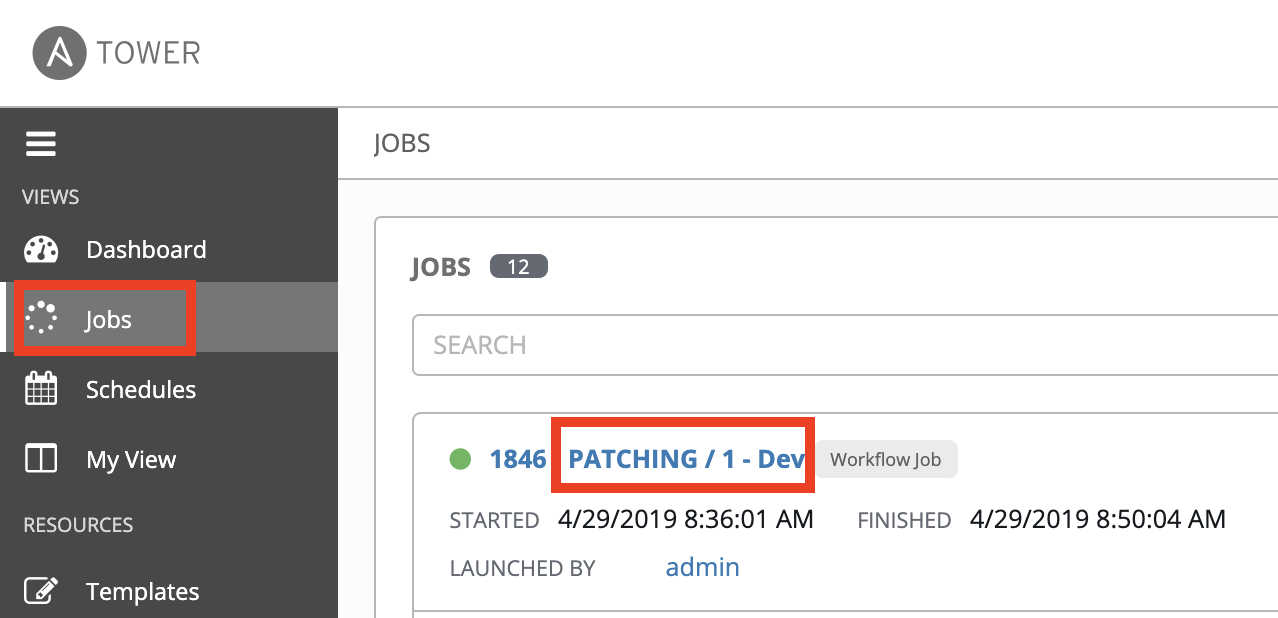 TOWER
VIEWS
Dashboard
Jobs
Schedules
My View
RESOURCES
Templates
JOBS
JOBS 12
SEARCH
1846 PATCHING / 1 - Dev Workflow Job
STARTED 4/29/2019 8:36:01 AM FINISHED 4/29/2019 8:50:04 AM
LAUNCHED BY admin